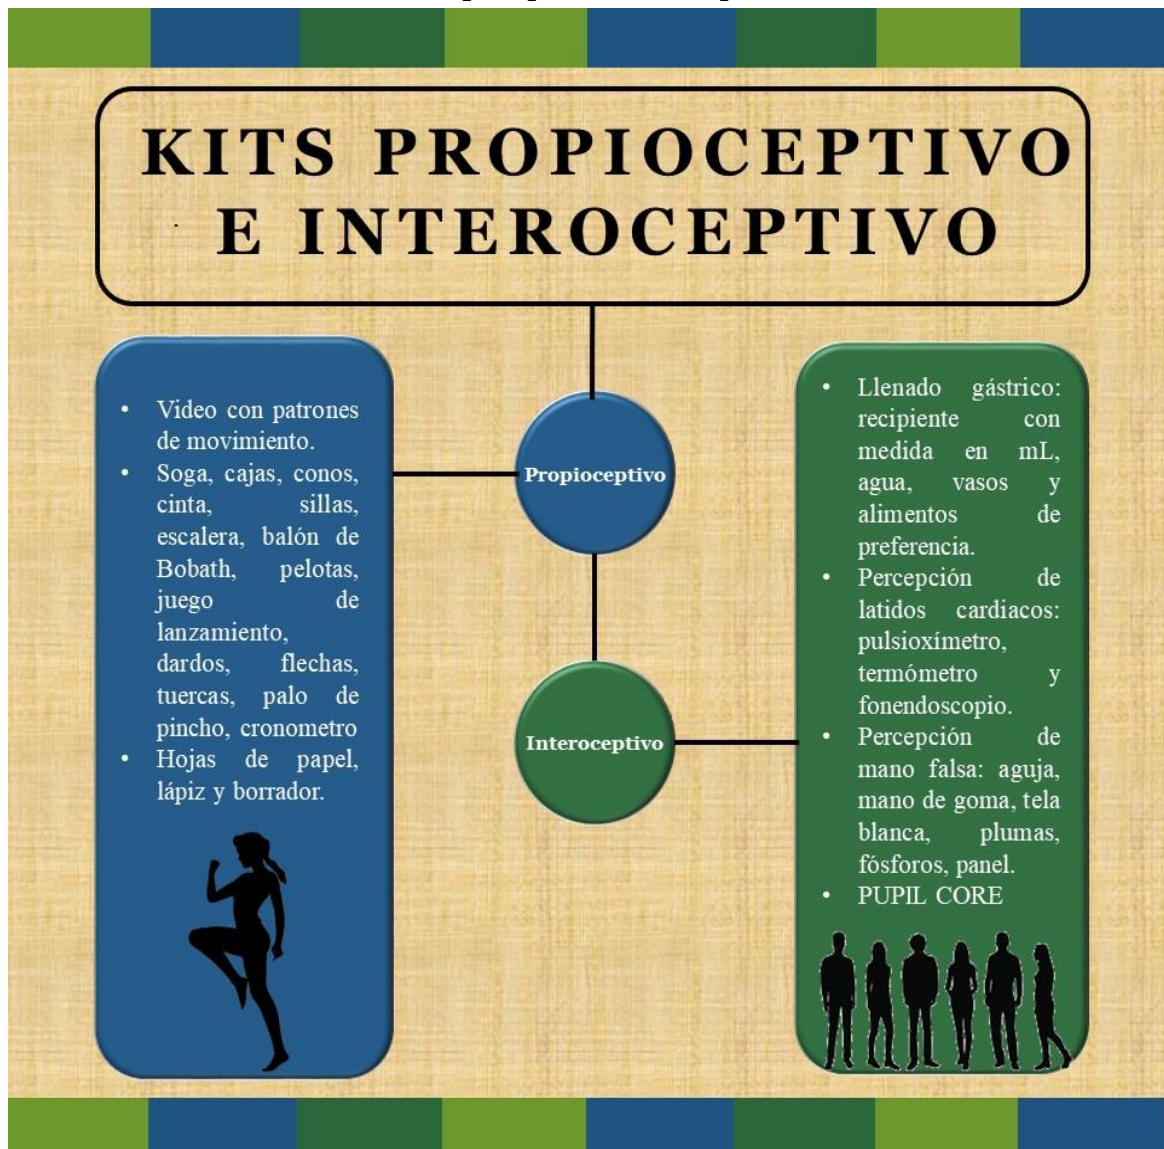 KITS PROPIOCEPTIVO
E INTEROCEPTIVO
• Video con patrones
de movimiento.
• Soga, cajas, conos,
cinta, sillas,
escalera, balón de
Bobath, pelotas,
juego de
lanzamiento,
dardos, flechas,
tuercas, palo de
pincho, cronometro
• Hojas de papel,
lápiz y borrador.
Propioceptivo
Interoceptivo
• Llenado gástrico:
recipiente con
medida en mL,
agua, vasos y
alimentos de
preferencia.
• Percepción de
latidos cardiacos:
pulsioxímetro,
termómetro y
fonendoscopio.
• Percepción de
mano falsa: aguja,
mano de goma, tela
blanca, plumas,
fósforos, panel.
• PUPIL CORE